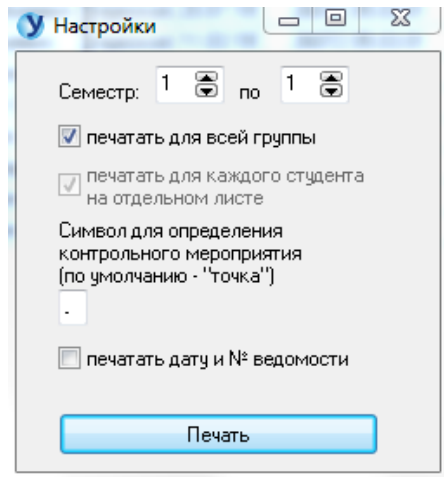 У Настройки
Семестр: 1 по 1
печатать для всей группы
печатать для каждого студента
на отдельном листе
Символ для определения
контрольного мероприятия
(по умолчанию - "точка")
.
печатать дату и № ведомости
Печать